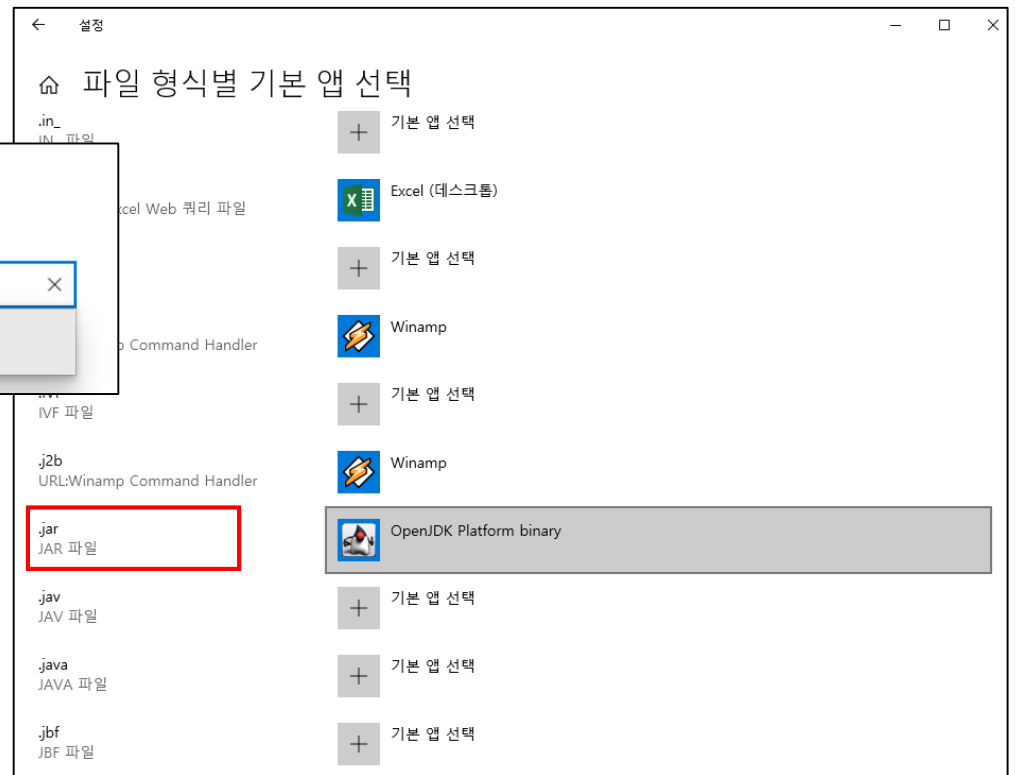 설정
파일 형식별 기본 앱 선택
.in_
기본 앱 선택
IN_ 파일
Excel (데스크톱)
Web 쿼리 파일
기본 앱 선택
Winamp
Command Handler
기본 앱 선택
IVF 파일
.j2b
Winamp
URL:Winamp Command Handler
.jar
OpenJDK Platform binary
JAR 파일
.jav
기본 앱 선택
JAV 파일
.java
기본 앱 선택
JAVA 파일
.jbf
기본 앱 선택
JBF 파일